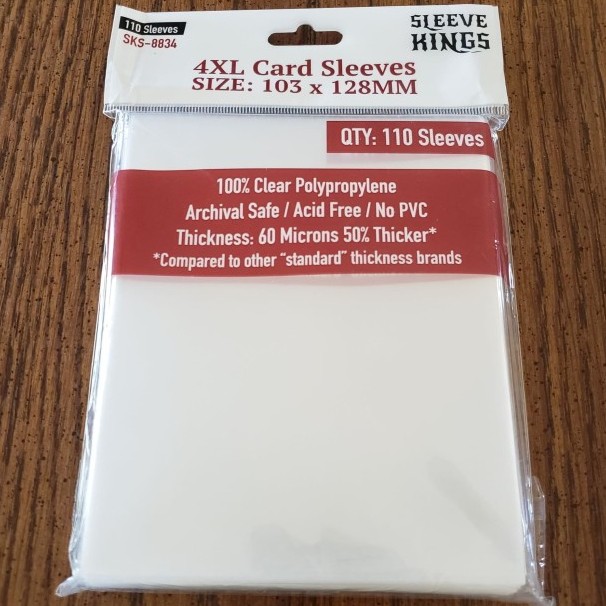 110 Sleeves
SKS-8834
SLEEVE
KINGS
4XL Card Sleeves
SIZE: 103 x 128MM
QTY: 110 Sleeves
100% Clear Polypropylene
Archival Safe / Acid Free / No PVC
Thickness: 60 Microns 50% Thicker*
*Compared to other “standard” thickness brands